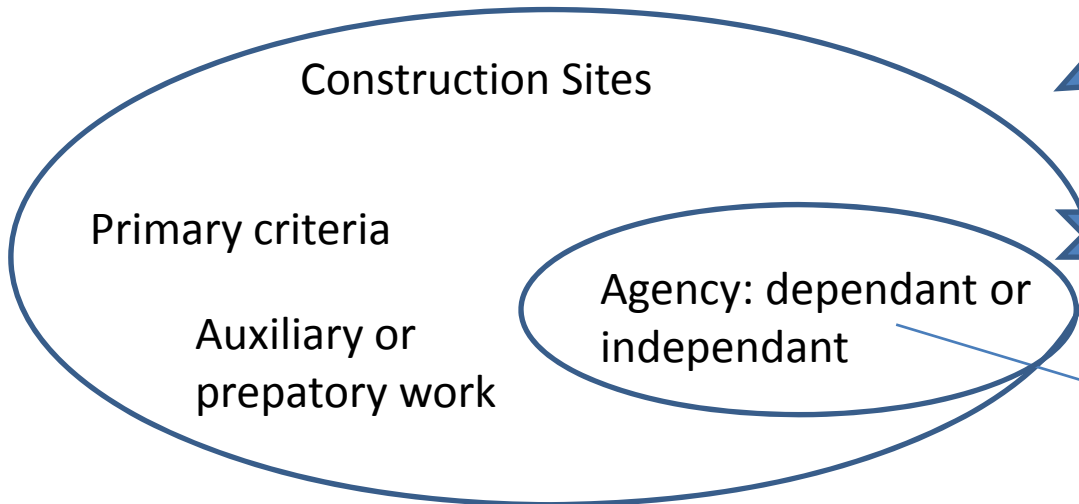 Construction Sites
Primary criteria
Agency: dependant or
independant
Auxiliary or
prepatory work